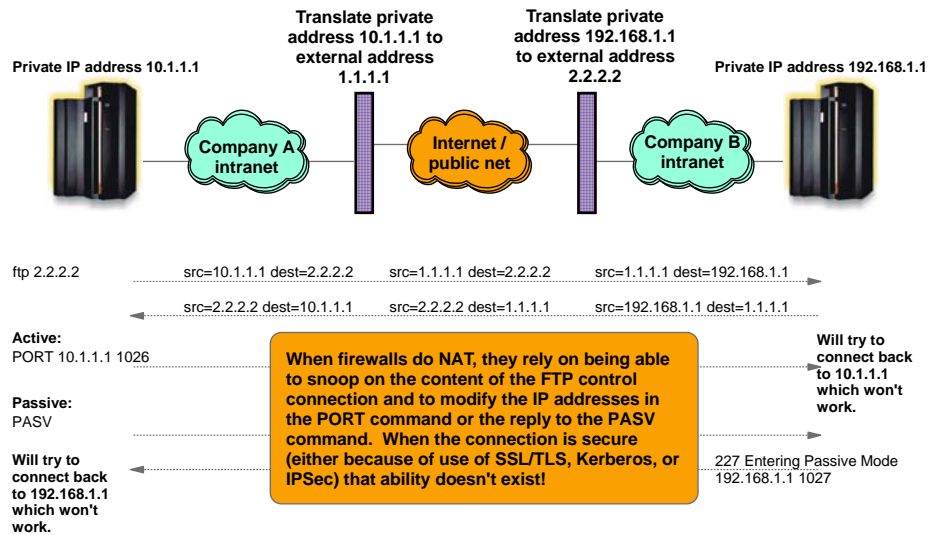 Translate private
address 10.1.1.1 to
external address
1.1.1.1
Translate private
address 192.168.1.1
to external address
2.2.2.2
Private IP address 10.1.1.1
Private IP address 192.168.1.1
Company A
intranet
Internet /
public net
Company B
intranet
ftp 2.2.2.2
src=10.1.1.1 dest=2.2.2.2
src=1.1.1.1 dest=2.2.2.2
src=1.1.1.1 dest=192.168.1.1
src=2.2.2.2 dest=10.1.1.1
src=2.2.2.2 dest=1.1.1.1
src=192.168.1.1 dest=1.1.1.1
Active:
PORT 10.1.1.1 1026
Will try to
connect back
to 10.1.1.1
which won't
work.
When firewalls do NAT, they rely on being able
to snoop on the content of the FTP control
connection and to modify the IP addresses in
the PORT command or the reply to the PASV
command. When the connection is secure
(either because of use of SSL/TLS, Kerberos, or
IPSec) that ability doesn't exist!
Passive:
PASV
Will try to
connect back
to 192.168.1.1
which won't
work.
227 Entering Passive Mode
192.168.1.1 1027